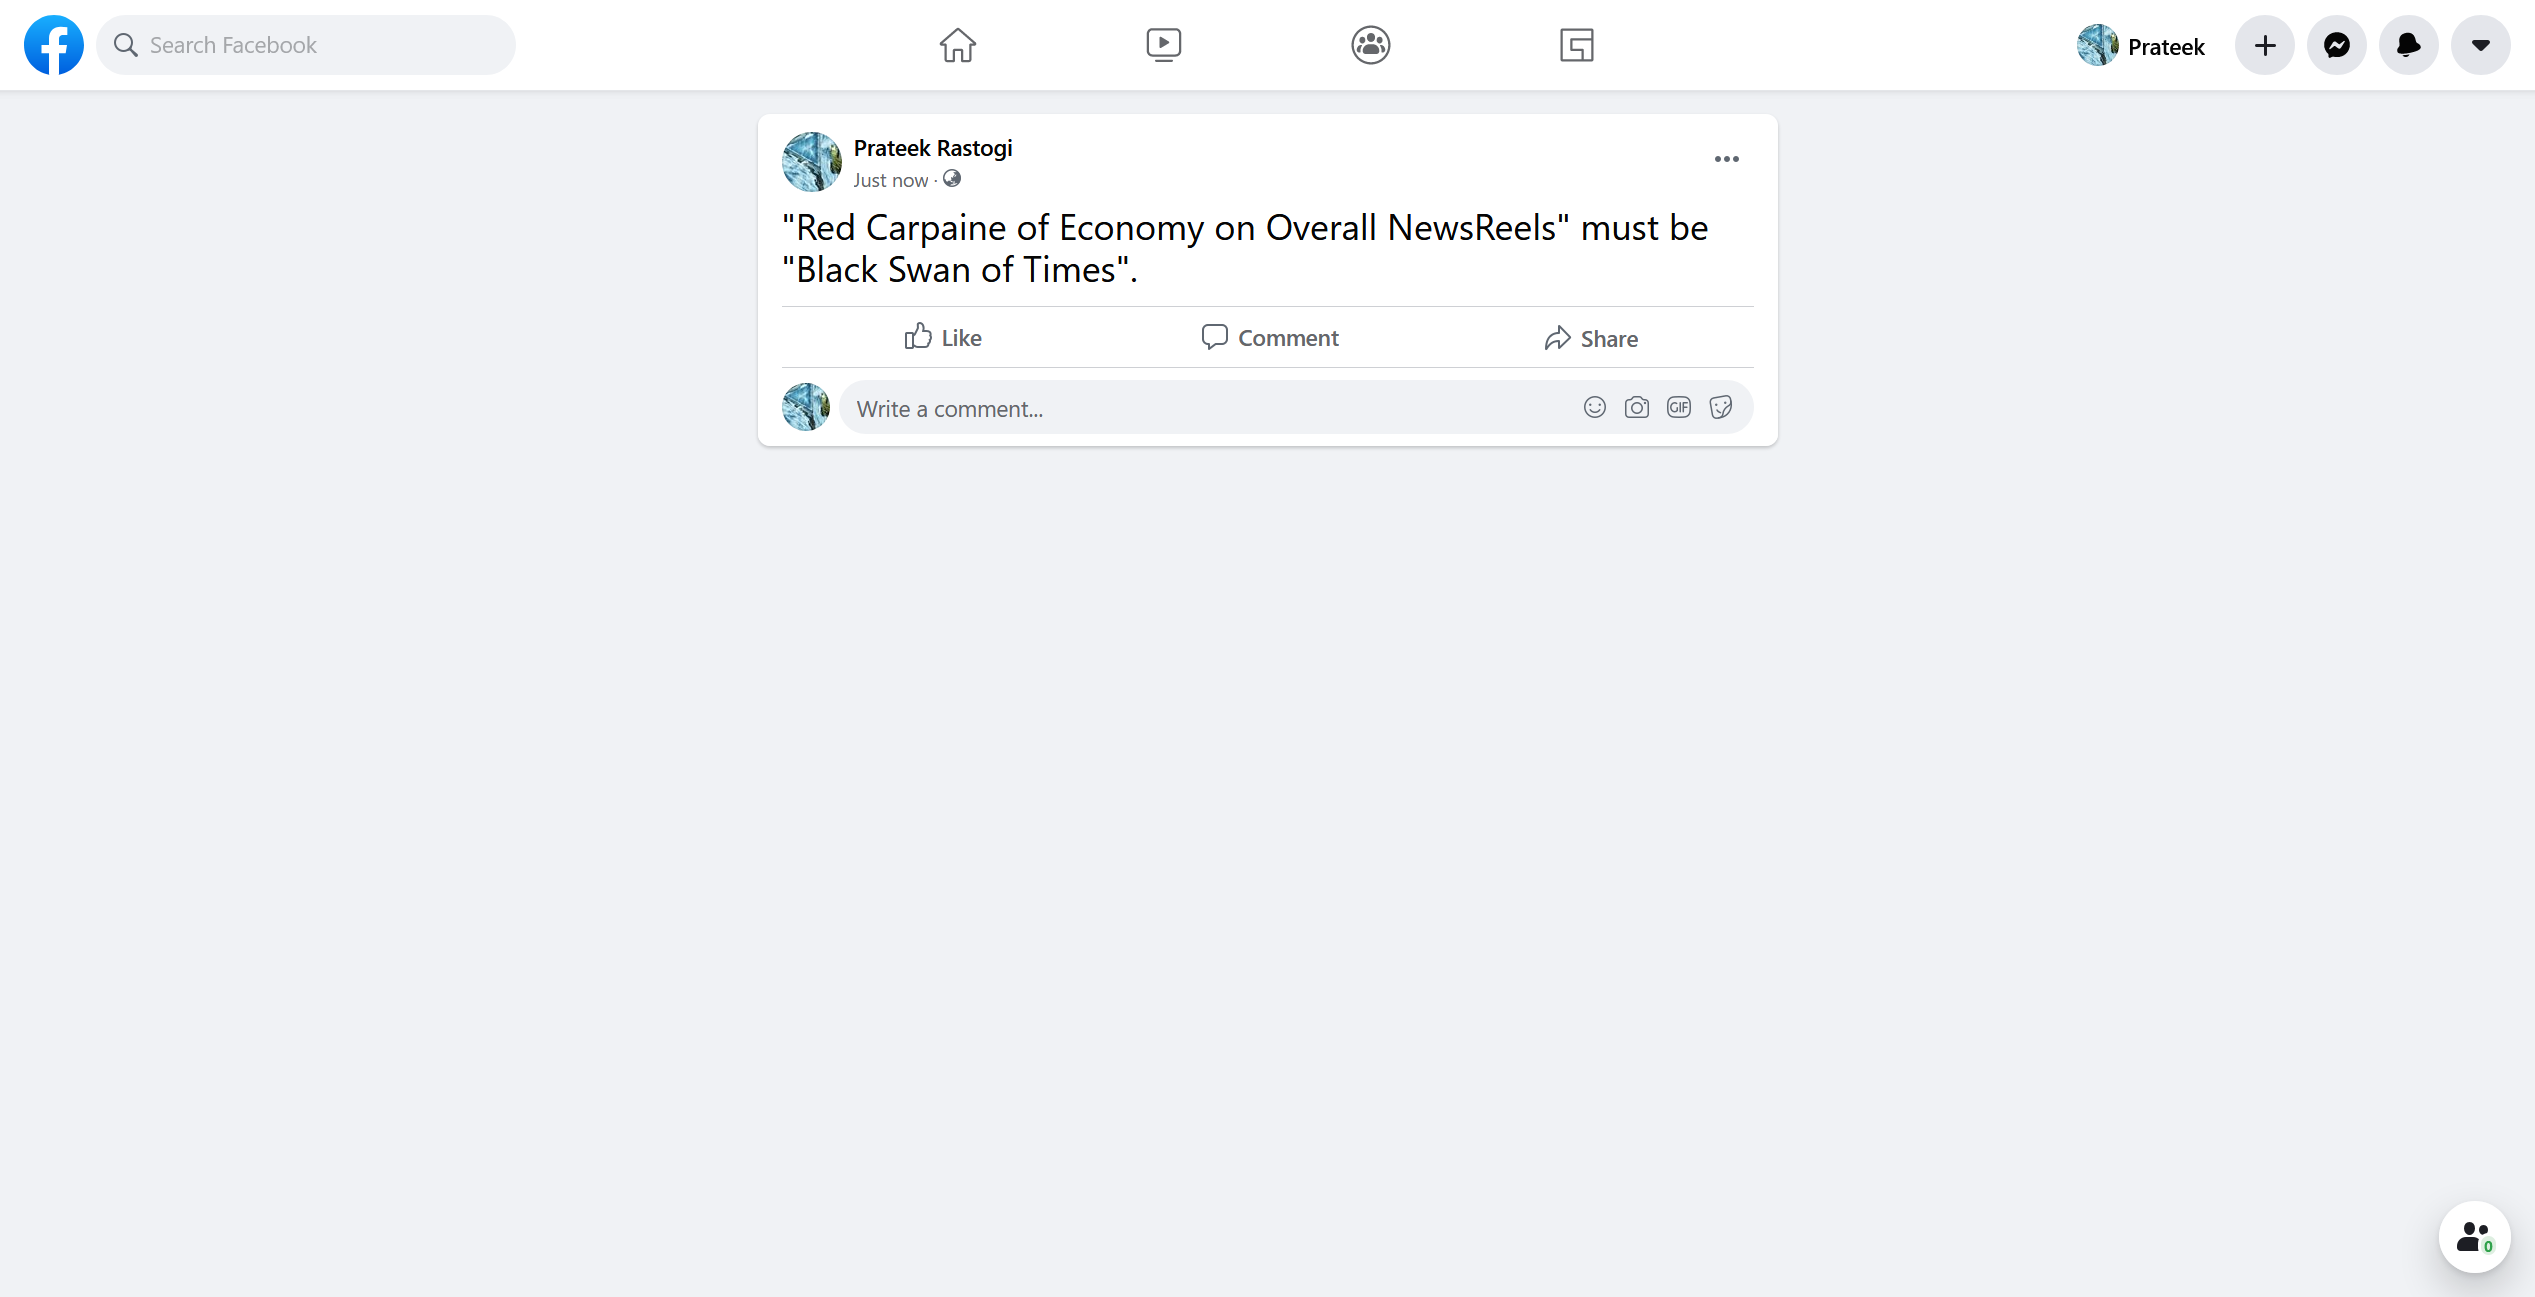 Search Facebook
Prateek
Prateek Rastogi
Just now ·
"Red Carpaine of Economy on Overall NewsReels" must be
"Black Swan of Times".
Like Comment Share
Write a comment...
GIF
0